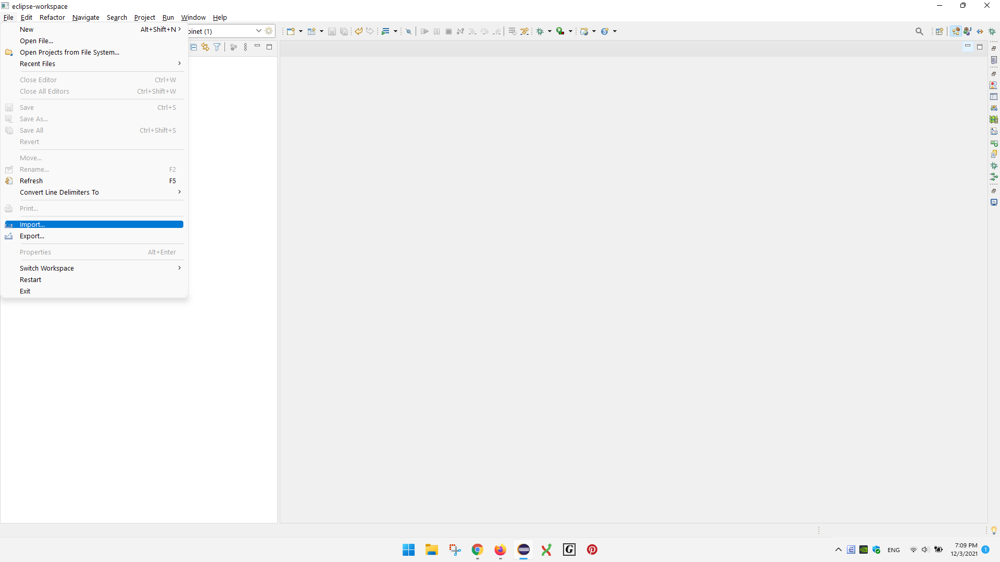 eclipse-workspace
File Edit Refactor Navigate Search Project Run Window Help
New Alt+Shift+N
(1)
Open File...
Open Projects from File System...
Recent Files
Close Editor Ctrl+W
Close All Editors Ctrl+Shift+W
Save Ctrl+S
Save As...
Save All Ctrl+Shift+S
Revert
Move...
Rename... F2
Refresh F5
Convert Line Delimiters To
Print...
Import...
Export...
Properties Alt+Enter
Switch Workspace
Restart
Exit
G
ENG
7:09 PM
12/3/2021
1